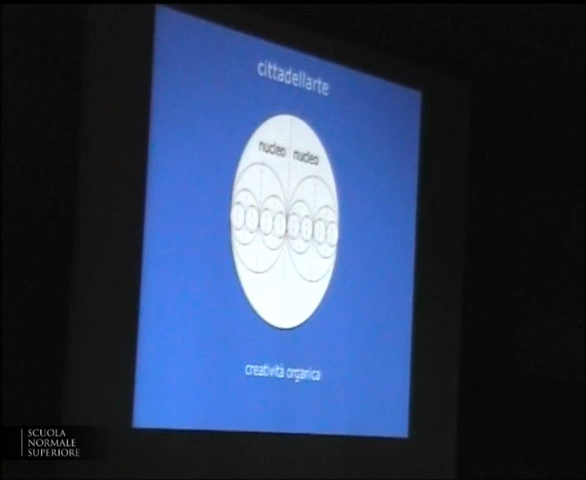 cittadellarte
nucleo nucleo
creatività organica
SCUOLA
NORMALE
SUPERIORE